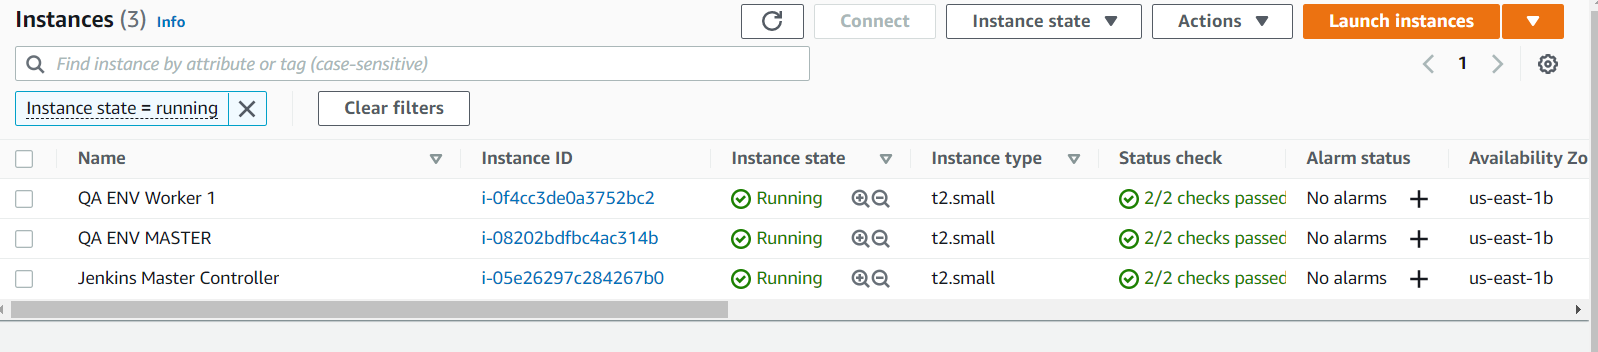 Instances (3) Info
Connect Instance state Actions Launch instances
Find instance by attribute or tag (case-sensitive)
1
Instance state = running Clear filters
Name Instance ID Instance state Instance type Status check Alarm status Availability Zo
QA ENV Worker 1 i-0f4cc3de0a3752bc2 Running t2.small 2/2 checks passed No alarms us-east-1b
QA ENV MASTER i-08202bdfbc4ac314b Running t2.small 2/2 checks passed No alarms us-east-1b
Jenkins Master Controller i-05e26297c284267b0 Running t2.small 2/2 checks passed No alarms us-east-1b